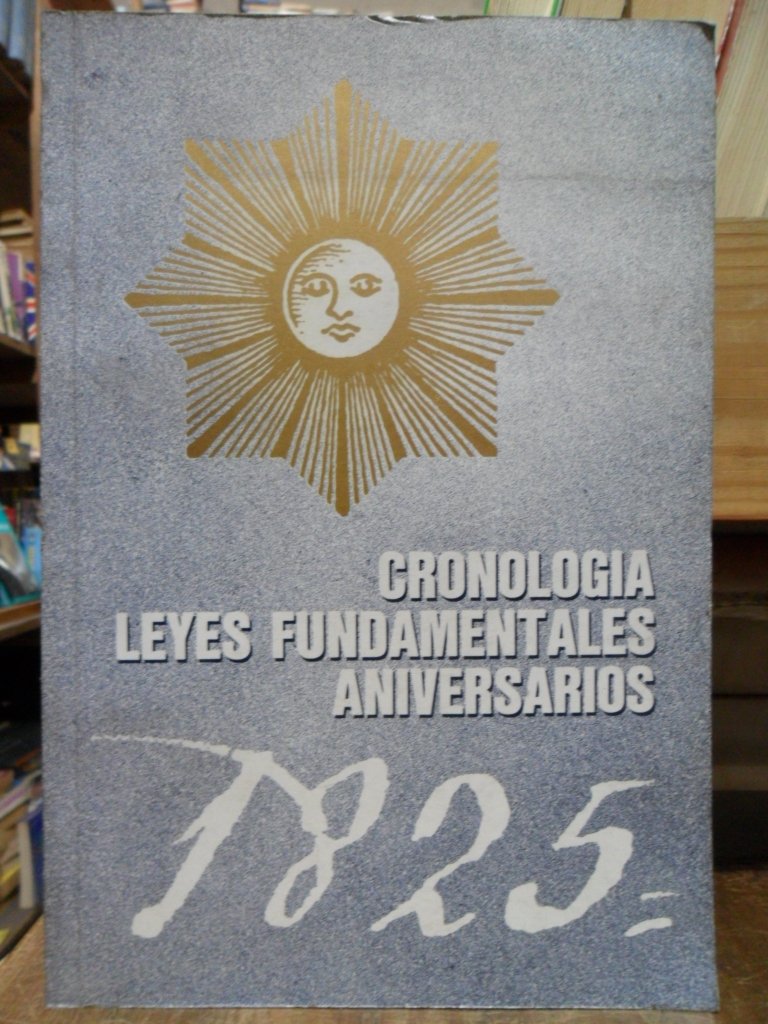 CRONOLOGIA
LEYES FUNDAMENTALES
ANIVERSARIOS
1825=